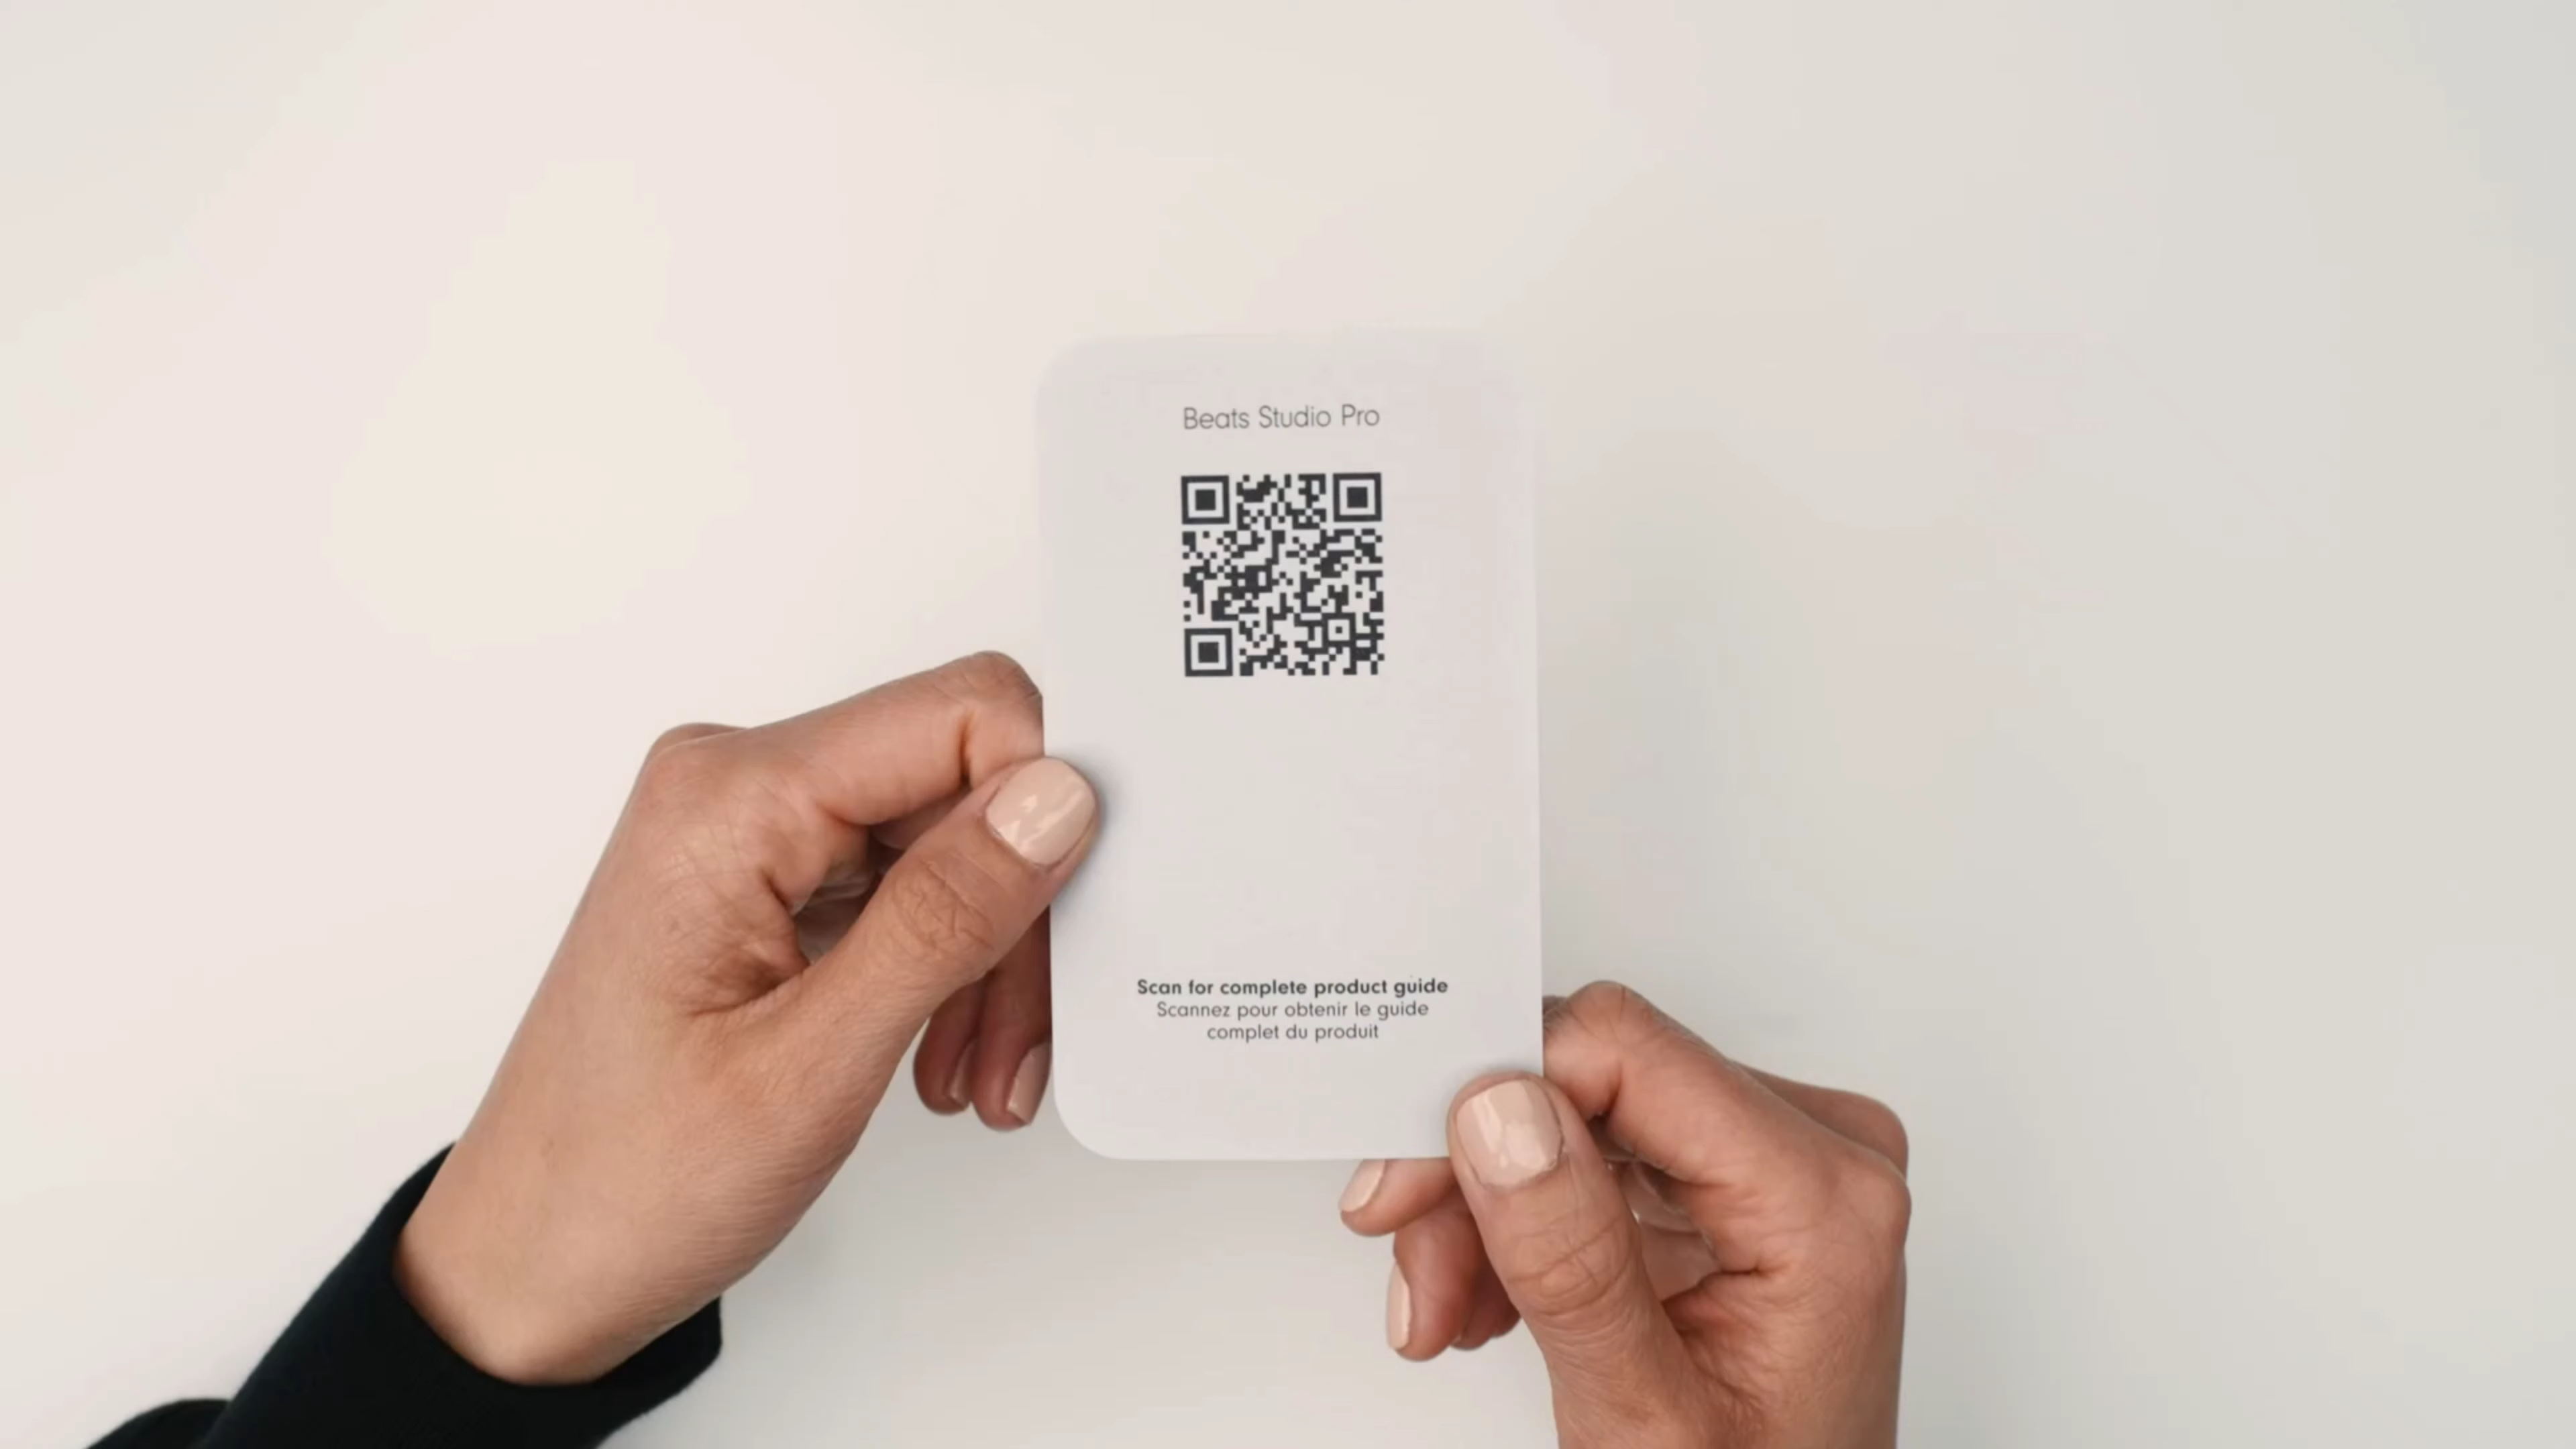 Beats Studio Pro
Scan for complete product guide
Scannez pour obtenir le guide
complet du produit